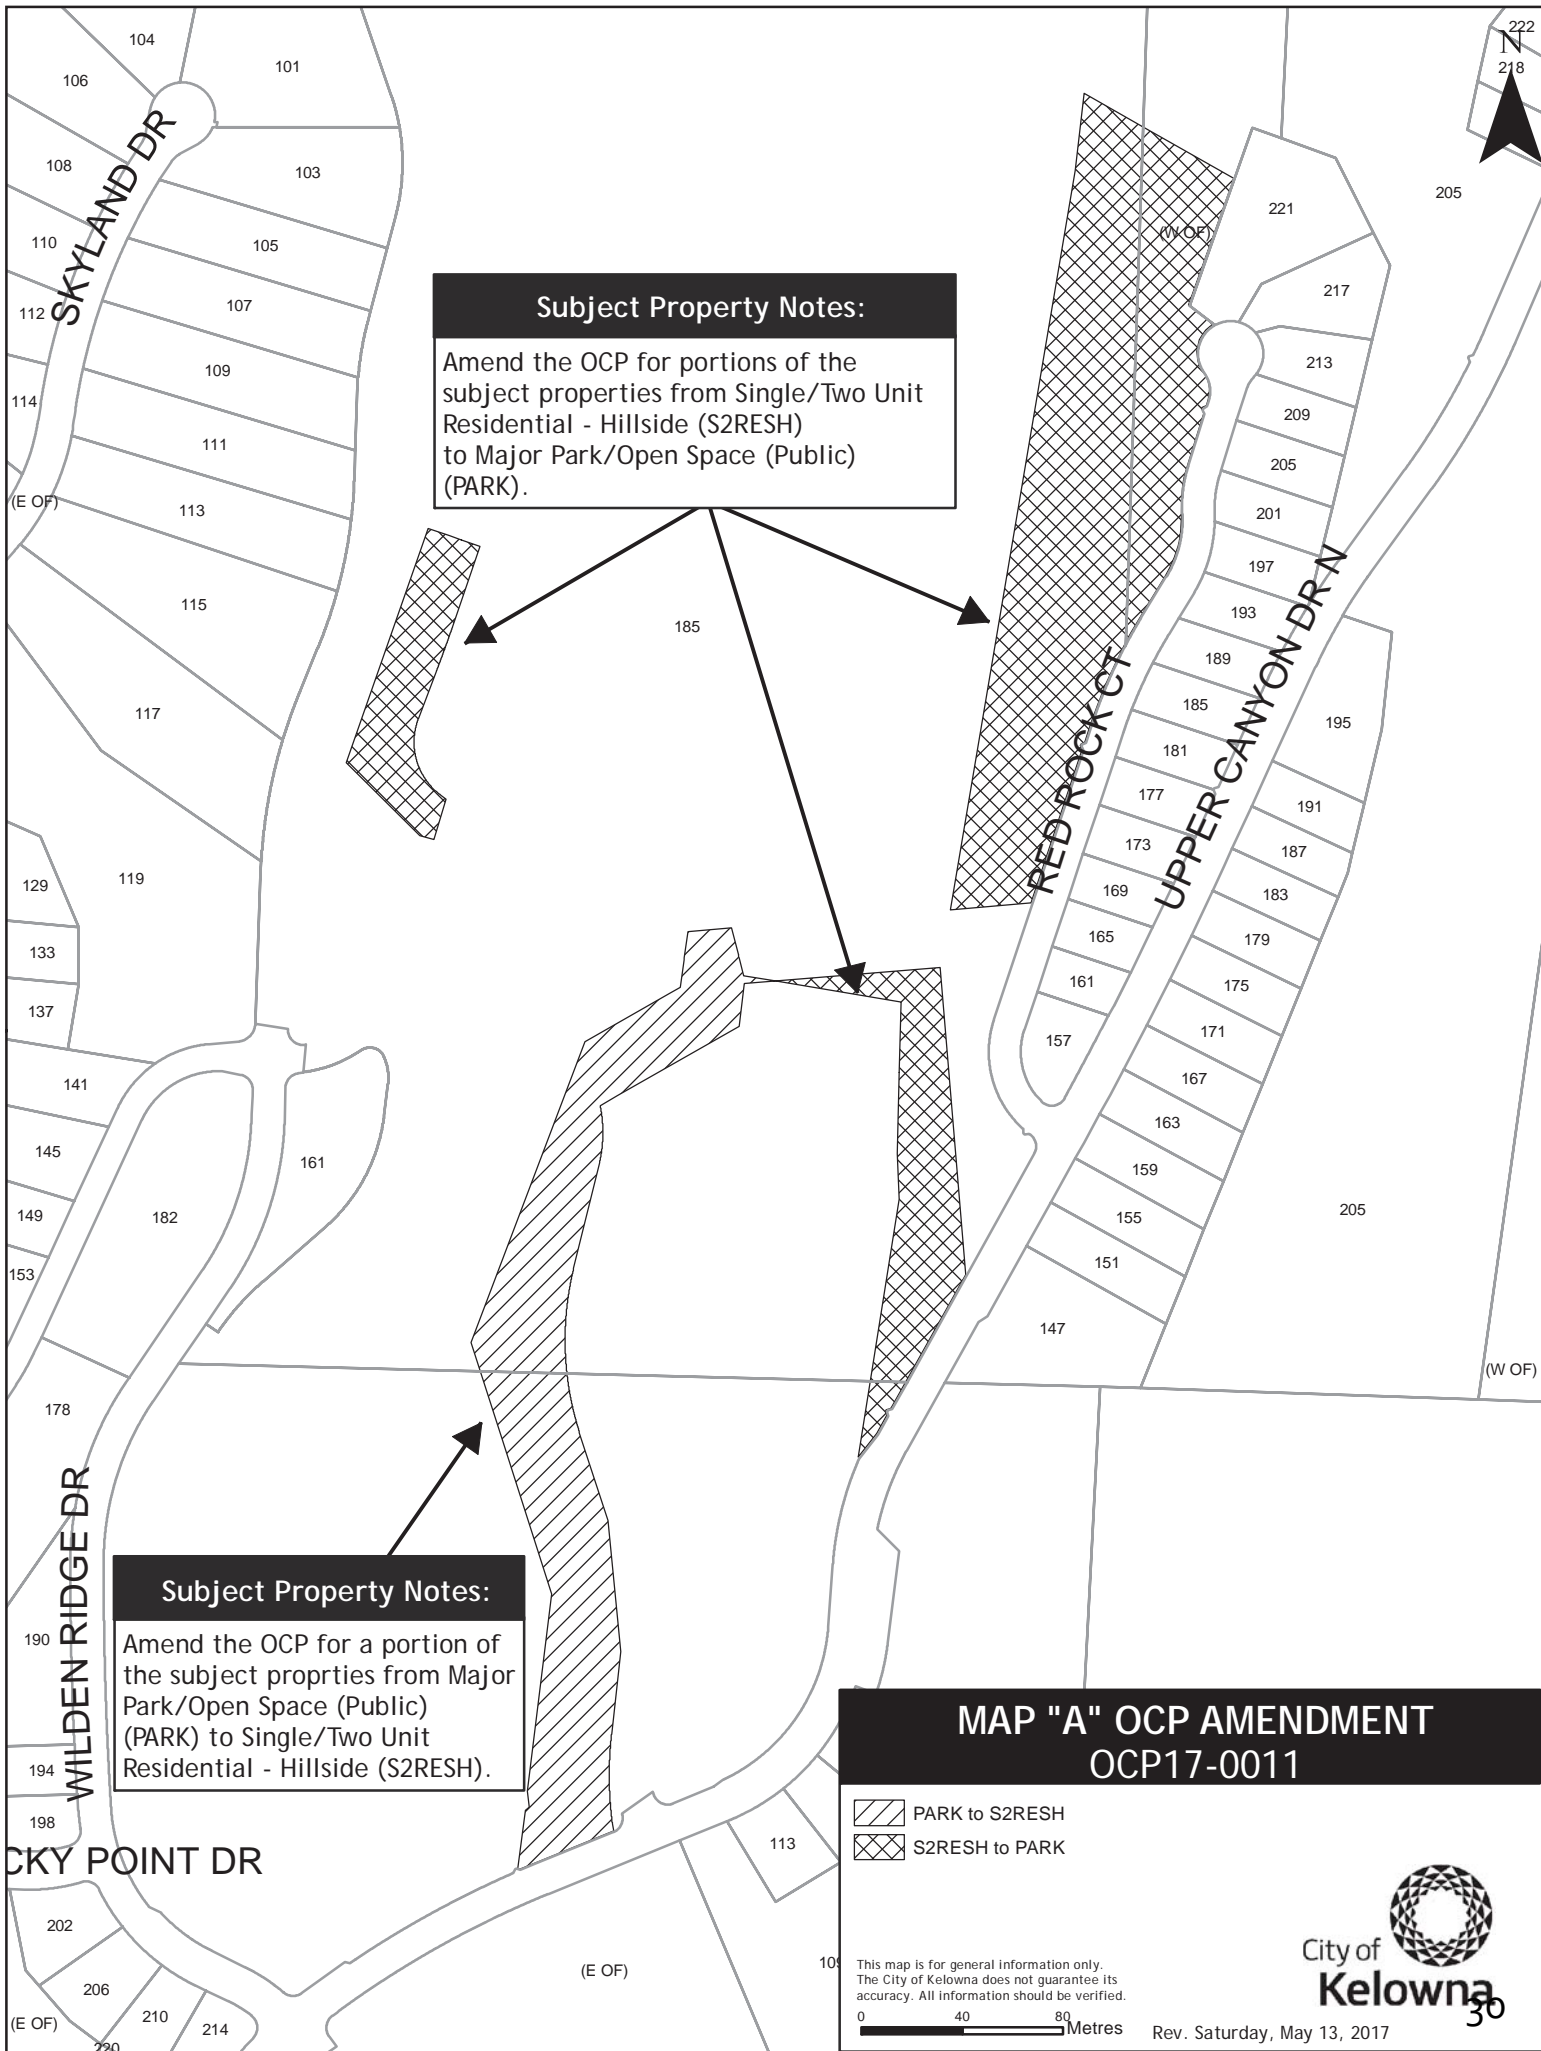 222
N
218
104
106
101
108
103
SKYLAND DR
110
105
112
107
109
114
111
(E OF)
113
115
117
119
129
133
137
141
145
149
153
161
182
178
190
194
198
WILDEN RIDGE DR
CKY POINT DR
202
206
(E OF)
210
214
220
Subject Property Notes:
Amend the OCP for portions of the
subject properties from Single/Two Unit
Residential - Hillside (S2RESH)
to Major Park/Open Space (Public)
(PARK).
185
(W OF)
221
205
217
213
209
205
201
197
193
189
185
181
177
173
169
165
161
157
RED ROCK CT
UPPER CANYON DR N
195
191
187
183
179
175
171
167
163
159
155
151
147
205
(W OF)
Subject Property Notes:
Amend the OCP for a portion of
the subject proprties from Major
Park/Open Space (Public)
(PARK) to Single/Two Unit
Residential - Hillside (S2RESH).
113
109
(E OF)
MAP "A" OCP AMENDMENT
OCP17-0011
PARK to S2RESH
S2RESH to PARK
City of
Kelowna
This map is for general information only.
The City of Kelowna does not guarantee its
accuracy. All information should be verified.
0 40 80
Metres
Rev. Saturday, May 13, 2017
30